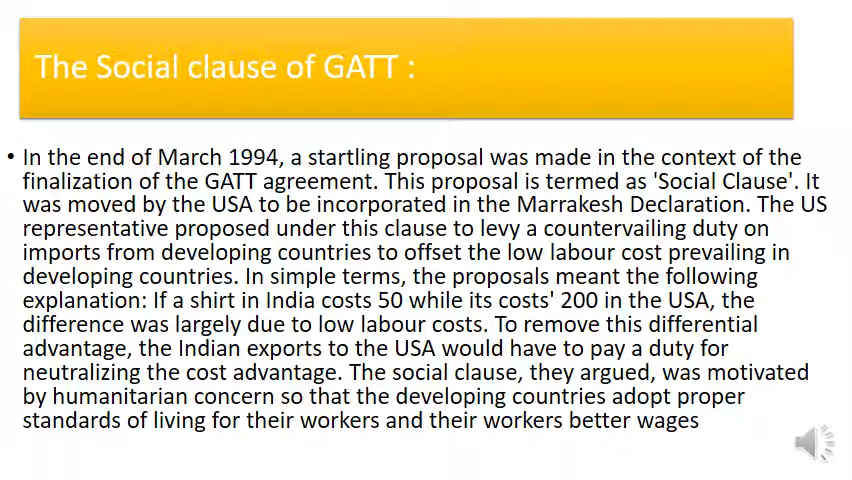 The Social clause of GATT :
• In the end of March 1994, a startling proposal was made in the context of the
finalization of the GATT agreement. This proposal is termed as 'Social Clause'. It
was moved by the USA to be incorporated in the Marrakesh Declaration. The US
representative proposed under this clause to levy a countervailing duty on
imports from developing countries to offset the low labour cost prevailing in
developing countries. In simple terms, the proposals meant the following
explanation: If a shirt in India costs 50 while its costs' 200 in the USA, the
difference was largely due to low labour costs. To remove this differential
advantage, the Indian exports to the USA would have to pay a duty for
neutralizing the cost advantage. The social clause, they argued, was motivated
by humanitarian concern so that the developing countries adopt proper
standards of living for their workers and their workers better wages